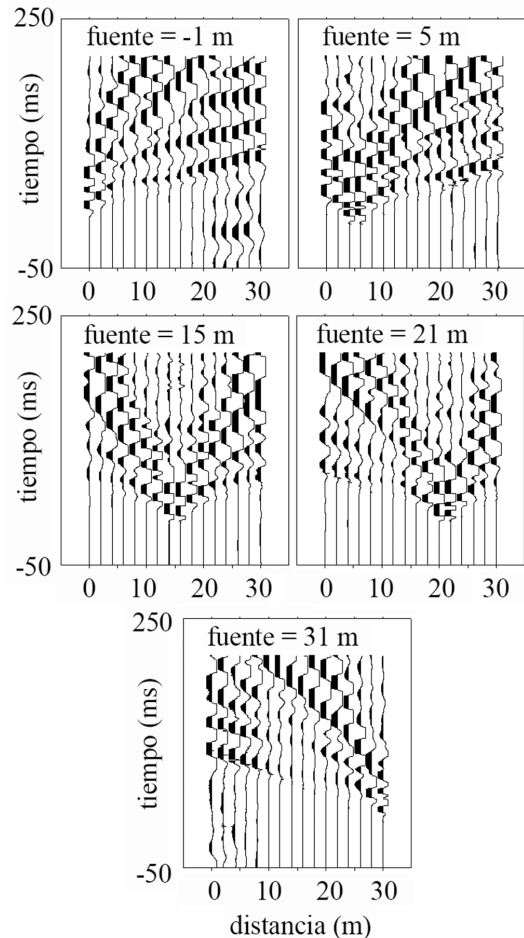 250
fuente = -1 m
fuente = 5 m
tiempo (ms)
-50
0 10 20 30
0 10 20 30
250
fuente = 15 m
fuente = 21 m
tiempo (ms)
-50
0 10 20 30
0 10 20 30
250
fuente = 31 m
tiempo (ms)
-50
0 10 20 30
distancia (m)